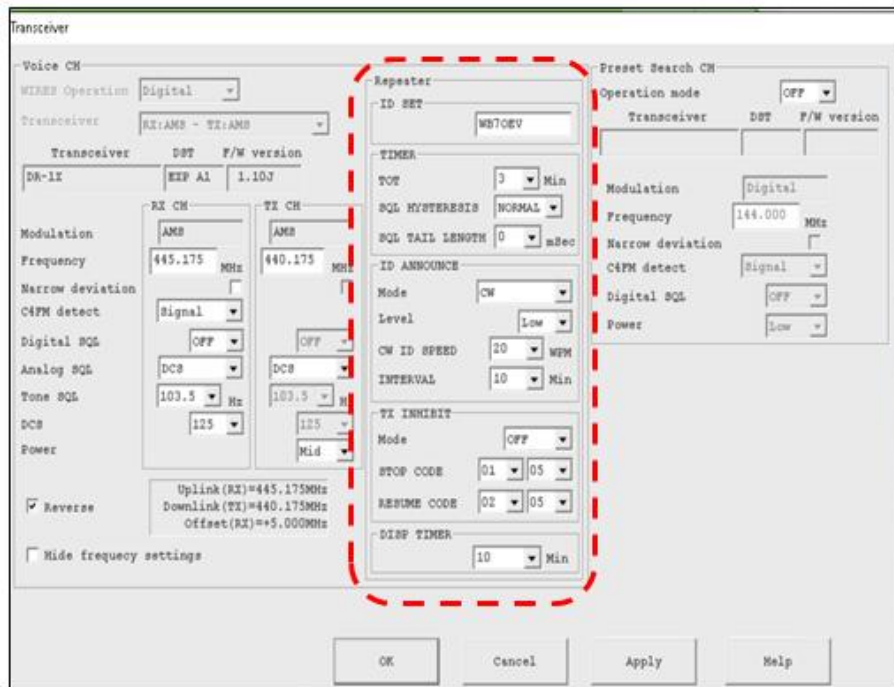 Transceiver
Voice CH
WIRES Operation Digital
Transceiver RX:AMS - TX:AMS
Transceiver DST F/W version
DR-1X EXP A1 1.10J
RX CH TX CH
Modulation AMS AMS
Frequency 445.175 MHz 440.175 MHz
Narrow deviation
C4FM detect Signal
Digital SQL OFF OFF
Analog SQL DCS DCS
Tone SQL 103.5 Hz 103.5 H
DCS 125 125
Power Mid
Reverse
Uplink(RX)=445.175MHz
Downlink(TX)=440.175MHz
Offset(RX)=+5.000MHz
Hide frequecy settings
Repeater
ID SET
WB7OEV
TIMER
TOT 3 Min
SQL HYSTERESIS NORMAL
SQL TAIL LENGTH 0 mSec
ID ANNOUNCE
Mode CW
Level Low
CW ID SPEED 20 WPM
INTERVAL 10 Min
TX INHIBIT
Mode OFF
STOP CODE 01 05
RESUME CODE 02 05
DISP TIMER
10 Min
Preset Search CH
Operation mode OFF
Transceiver DST F/W version
Modulation Digital
Frequency 144.000 MHz
Narrow deviation
C4FM detect Signal
Digital SQL OFF
Power Low
OK Cancel Apply Help